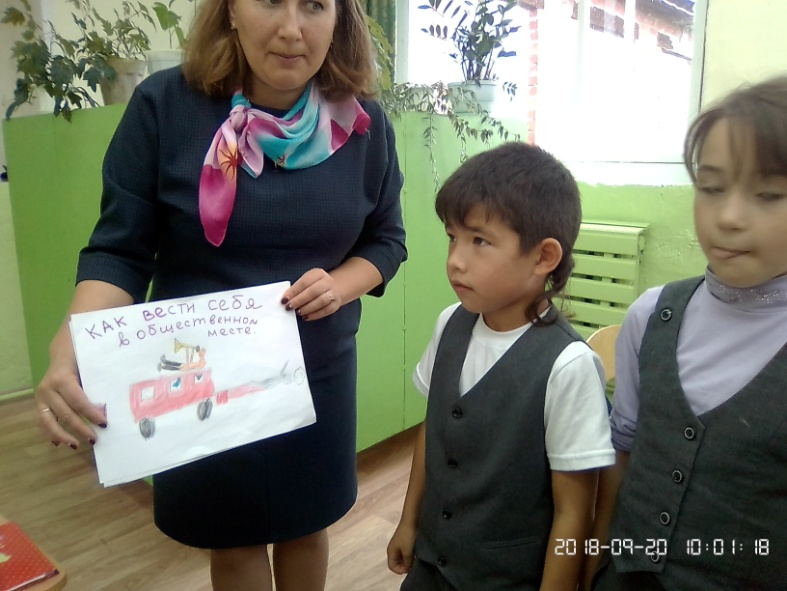 КАК ВЕСТИ СЕБЯ
в общественном
месте.
2018-09-20 10:01:18